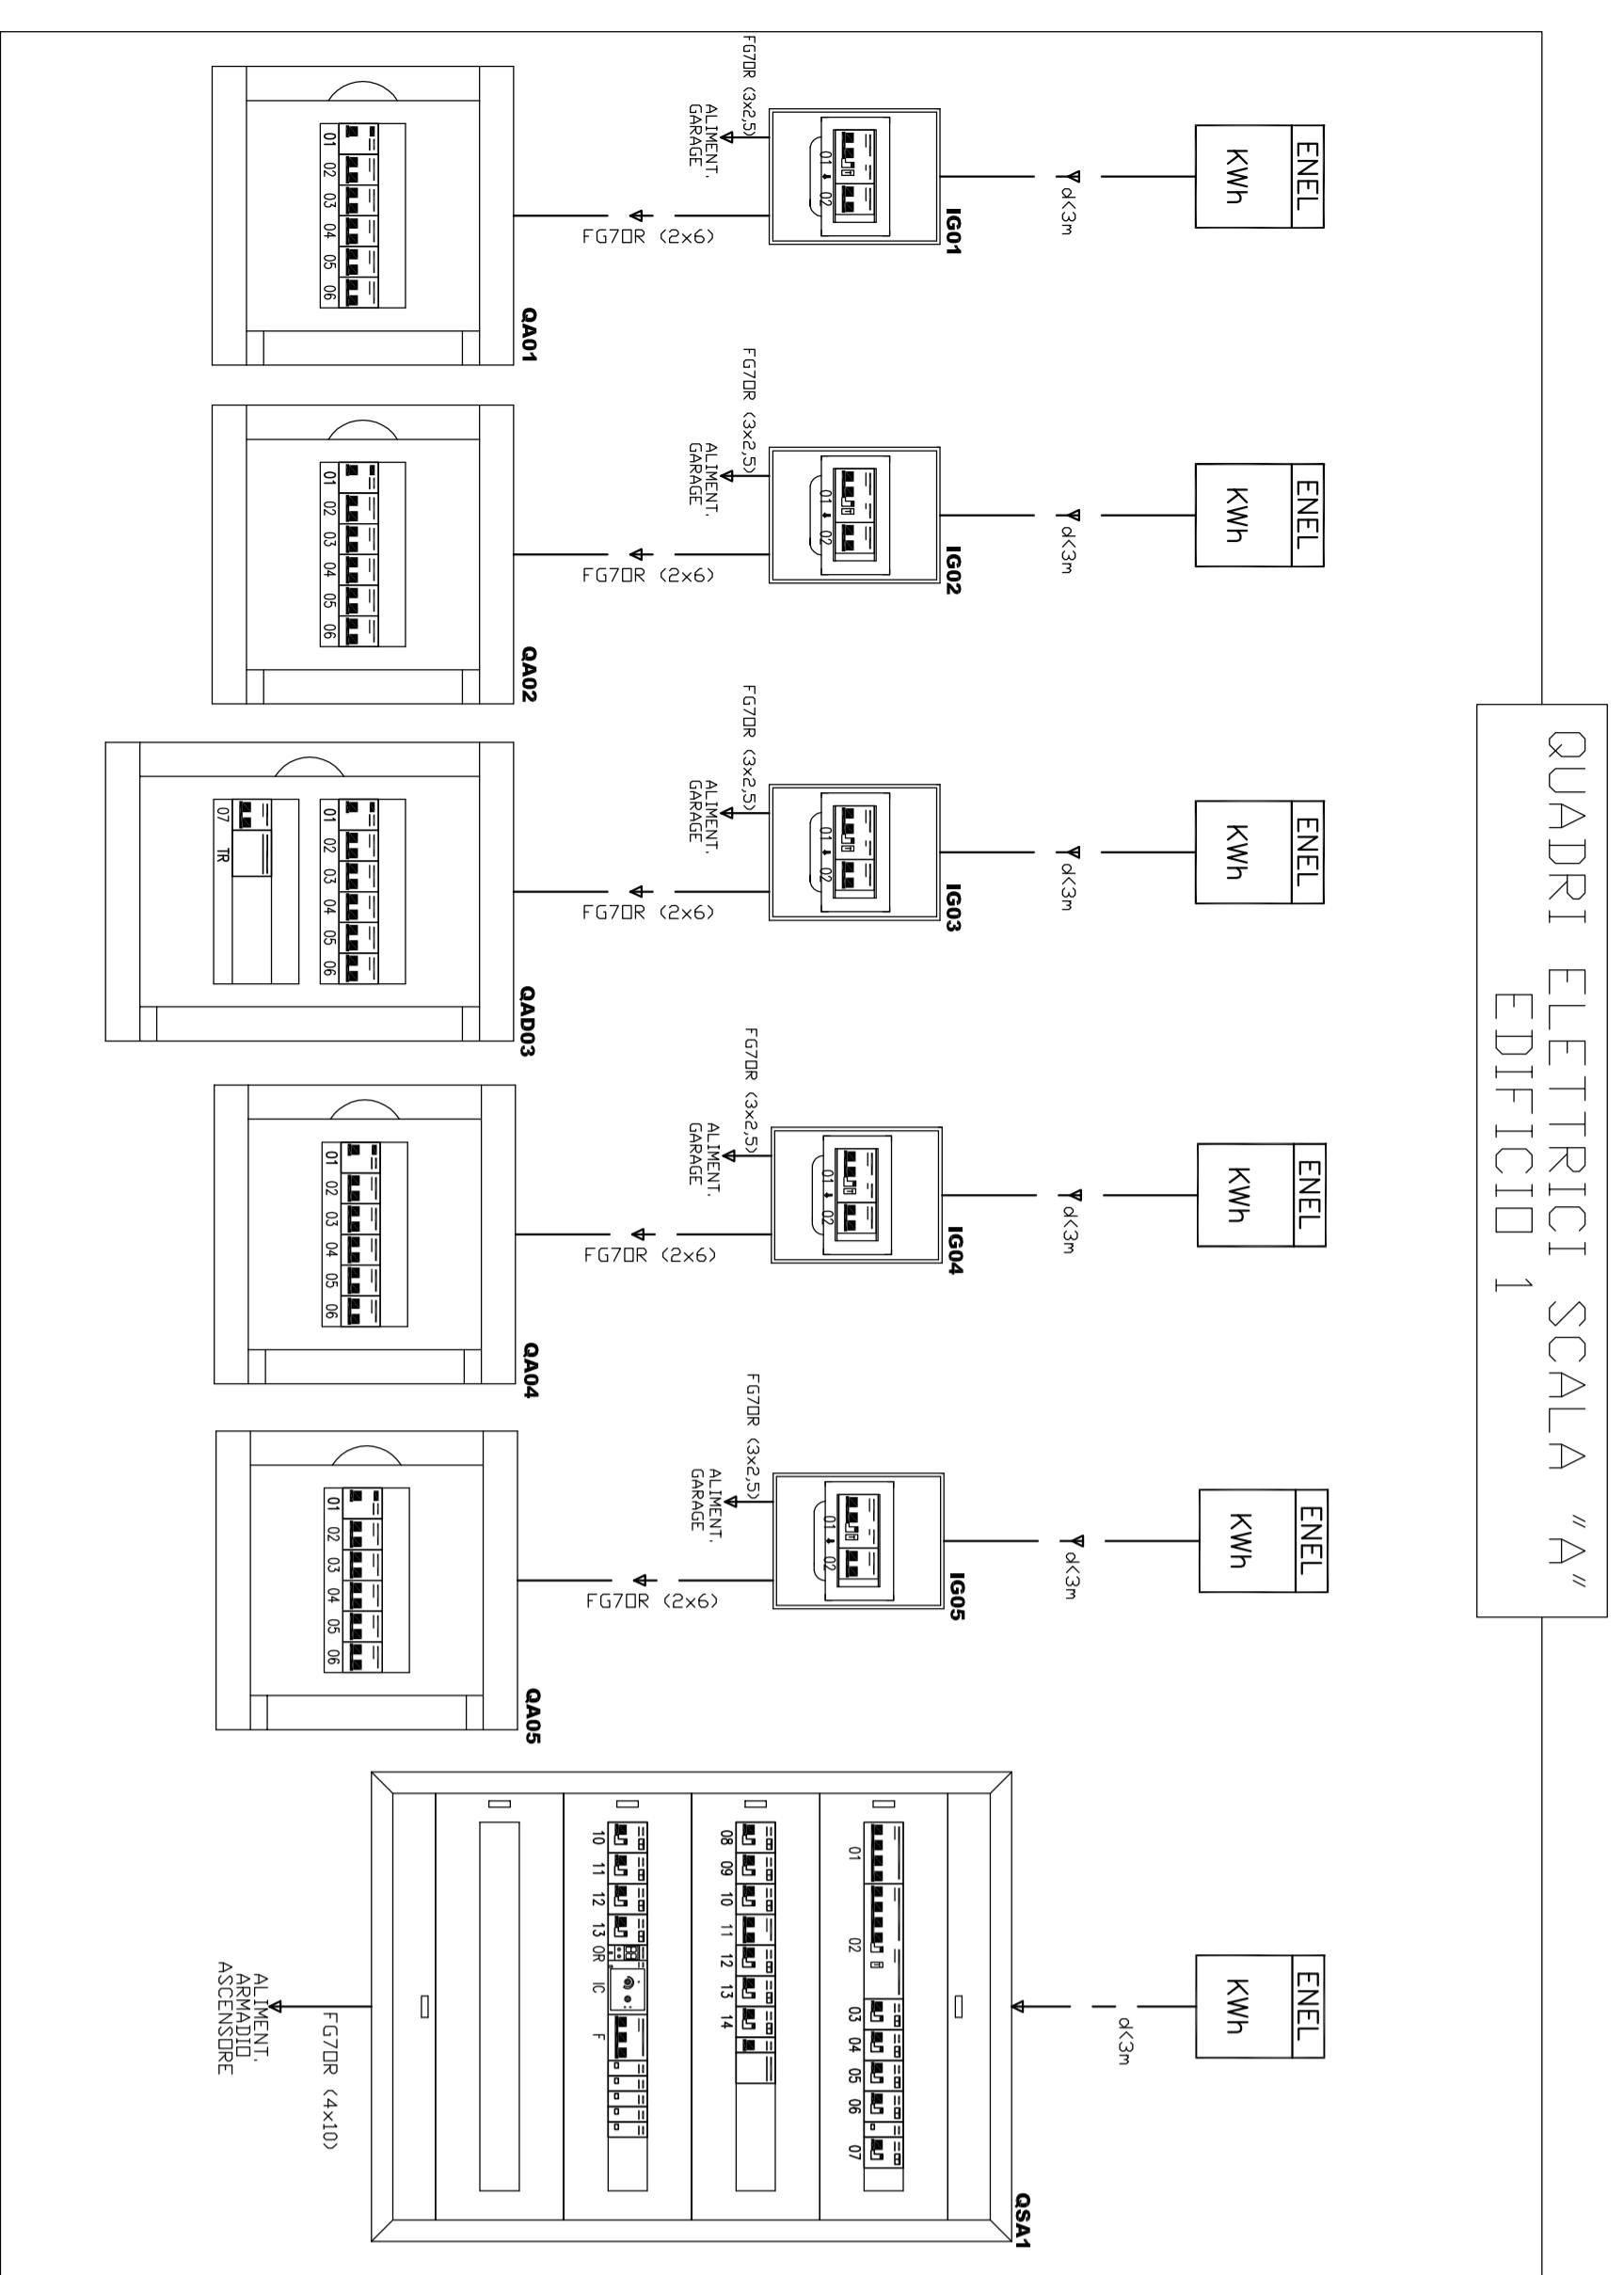 QUADRI ELETTRICI SCALA "A"
EDIFICIO 1
ENEL
KWh
d<3m
IG01
01 02
FG7OR (3x2,5)
ALIMENT.
GARAGE
FG7OR (2x6)
QA01
01 02 03 04 05 06
ENEL
KWh
d<3m
IG02
01 02
FG7OR (3x2,5)
ALIMENT.
GARAGE
FG7OR (2x6)
QA02
01 02 03 04 05 06
ENEL
KWh
d<3m
IG03
01 02
FG7OR (3x2,5)
ALIMENT.
GARAGE
FG7OR (2x6)
QAD03
01 02 03 04 05 06
07 TR
ENEL
KWh
d<3m
IG04
01 02
FG7OR (3x2,5)
ALIMENT.
GARAGE
FG7OR (2x6)
QA04
01 02 03 04 05 06
ENEL
KWh
d<3m
IG05
01 02
FG7OR (3x2,5)
ALIMENT.
GARAGE
FG7OR (2x6)
QA05
01 02 03 04 05 06
ENEL
KWh
d<3m
QSA1
01 02 03 04 05 06 07
08 09 10 11 12 13 14
10 11 12 13 OR IC F
FG7OR (4x10)
ALIMENT.
ARMADIO
ASCENSORE